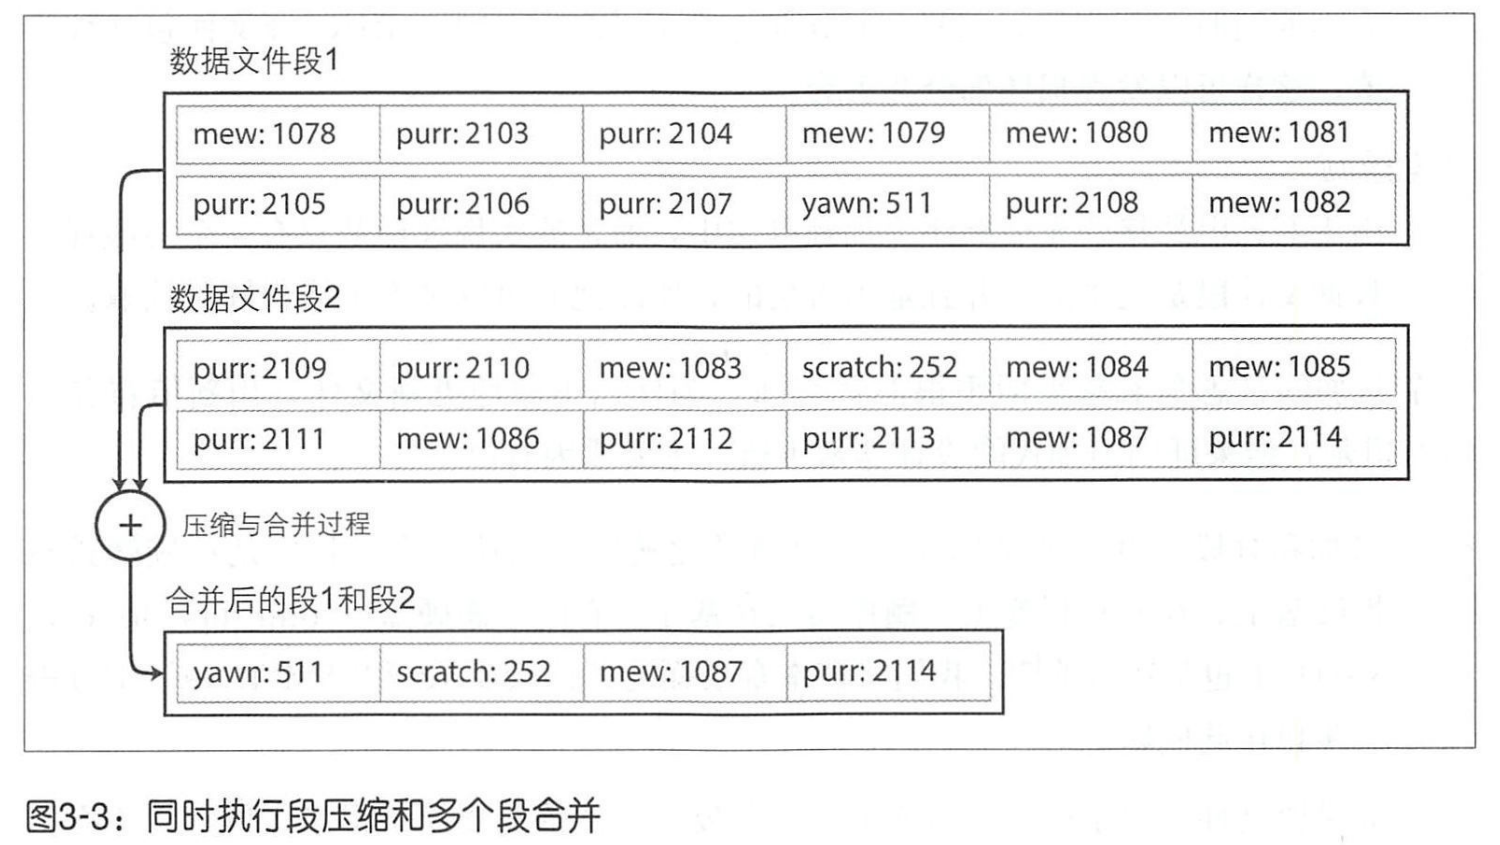 数据文件段1
mew: 1078 purr: 2103 purr: 2104 mew: 1079 mew: 1080 mew: 1081
purr: 2105 purr: 2106 purr: 2107 yawn: 511 purr: 2108 mew: 1082
数据文件段2
purr: 2109 purr: 2110 mew: 1083 scratch: 252 mew: 1084 mew: 1085
purr: 2111 mew: 1086 purr: 2112 purr: 2113 mew: 1087 purr: 2114
+ 压缩与合并过程
合并后的段1和段2
yawn: 511 scratch: 252 mew: 1087 purr: 2114
图3-3：同时执行段压缩和多个段合并